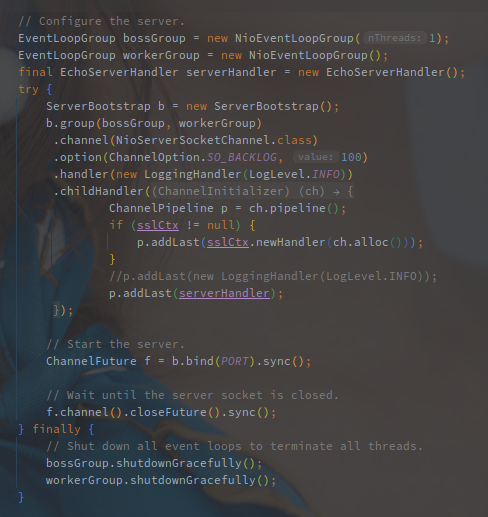 // Configure the server.
EventLoopGroup bossGroup = new NioEventLoopGroup( nThreads: 1);
EventLoopGroup workerGroup = new NioEventLoopGroup();
final EchoServerHandler serverHandler = new EchoServerHandler();
try {
ServerBootstrap b = new ServerBootstrap();
b.group(bossGroup, workerGroup)
.channel(NioServerSocketChannel.class)
.option(ChannelOption.SO_BACKLOG, value: 100)
.handler(new LoggingHandler(LogLevel.INFO))
.childHandler((ChannelInitializer) (ch) → {
ChannelPipeline p = ch.pipeline();
if (sslCtx != null) {
p.addLast(sslCtx.newHandler(ch.alloc()));
}
//p.addLast(new LoggingHandler(LogLevel.INFO));
p.addLast(serverHandler);
});
// Start the server.
ChannelFuture f = b.bind(PORT).sync();
// Wait until the server socket is closed.
f.channel().closeFuture().sync();
} finally {
// Shut down all event loops to terminate all threads.
bossGroup.shutdownGracefully();
workerGroup.shutdownGracefully();
}